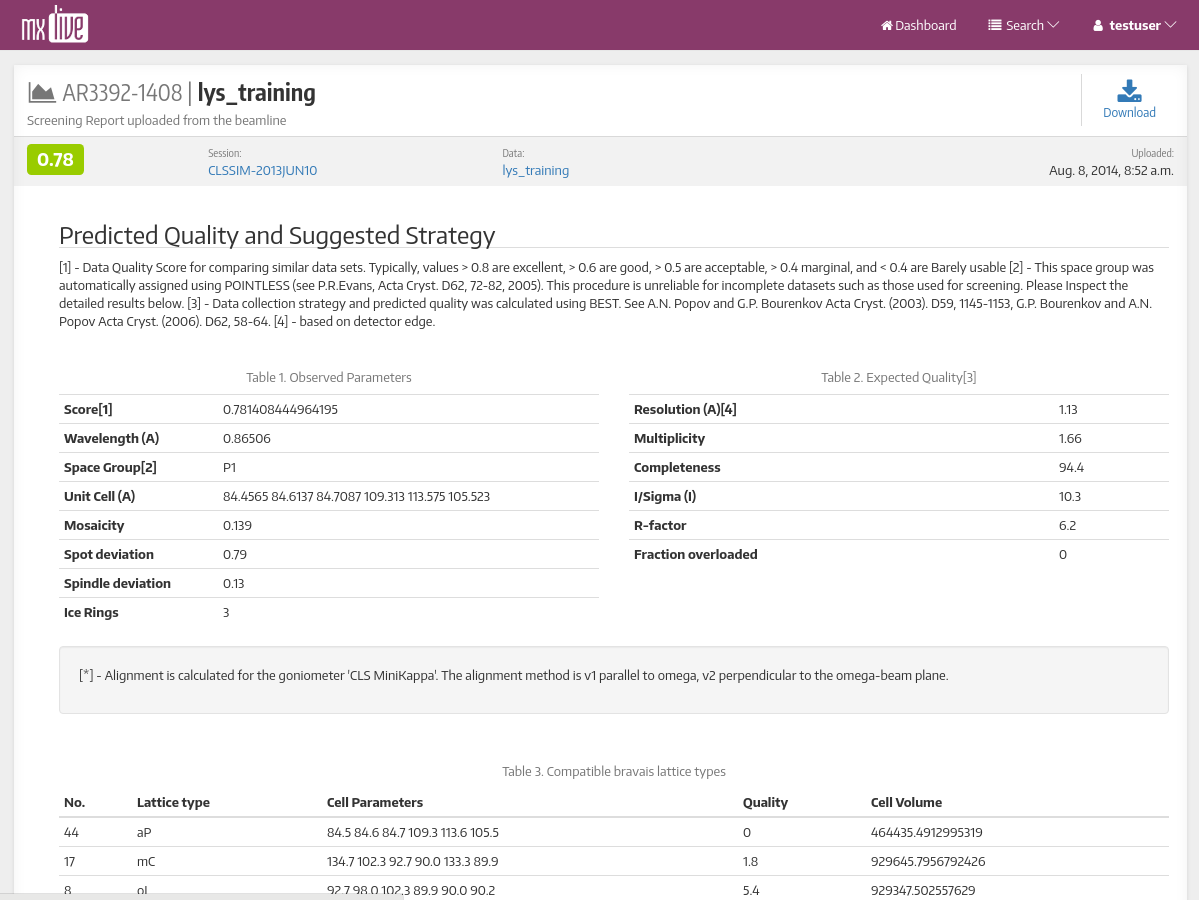 mx live
Dashboard
Search
testuser
AR3392-1408 | lys_training
Screening Report uploaded from the beamline
Download
0.78
Session:
CLSSIM-2013JUN10
Data:
lys_training
Uploaded:
Aug. 8, 2014, 8:52 a.m.
Predicted Quality and Suggested Strategy
[1] - Data Quality Score for comparing similar data sets. Typically, values > 0.8 are excellent, > 0.6 are good, > 0.5 are acceptable, > 0.4 marginal, and < 0.4 are Barely usable [2] - This space group was
automatically assigned using POINTLESS (see P.R.Evans, Acta Cryst. D62, 72-82, 2005). This procedure is unreliable for incomplete datasets such as those used for screening. Please Inspect the
detailed results below. [3] - Data collection strategy and predicted quality was calculated using BEST. See A.N. Popov and G.P. Bourenkov Acta Cryst. (2003). D59, 1145-1153, G.P. Bourenkov and A.N.
Popov Acta Cryst. (2006). D62, 58-64. [4] - based on detector edge.
Table 1. Observed Parameters
Score[1] 0.781408444964195
Wavelength (A) 0.86506
Space Group[2] P1
Unit Cell (A) 84.4565 84.6137 84.7087 109.313 113.575 105.523
Mosaicity 0.139
Spot deviation 0.79
Spindle deviation 0.13
Ice Rings 3
Table 2. Expected Quality[3]
Resolution (A)[4] 1.13
Multiplicity 1.66
Completeness 94.4
I/Sigma (I) 10.3
R-factor 6.2
Fraction overloaded 0
[*] - Alignment is calculated for the goniometer 'CLS MiniKappa'. The alignment method is v1 parallel to omega, v2 perpendicular to the omega-beam plane.
Table 3. Compatible bravais lattice types
No. Lattice type Cell Parameters Quality Cell Volume
44 aP 84.5 84.6 84.7 109.3 113.6 105.5 0 464435.4912995319
17 mC 134.7 102.3 92.7 90.0 133.3 89.9 1.8 929645.7956792426
8 oI 92.7 98.0 102.3 89.9 90.0 90.2 5.4 929347.502557629